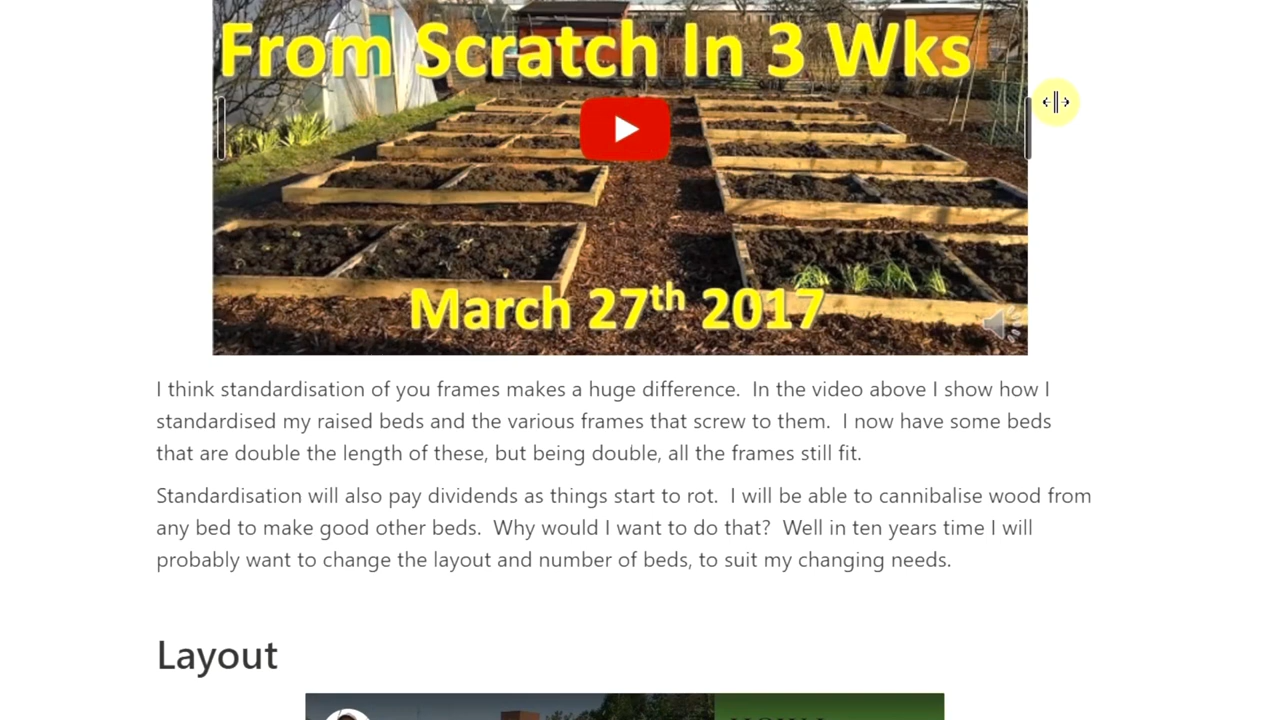 From Scratch In 3 Wks
March 27th 2017
I think standardisation of you frames makes a huge difference.  In the video above I show how I
standardised my raised beds and the various frames that screw to them.  I now have some beds
that are double the length of these, but being double, all the frames still fit.
Standardisation will also pay dividends as things start to rot.  I will be able to cannibalise wood from
any bed to make good other beds.  Why would I want to do that?  Well in ten years time I will
probably want to change the layout and number of beds, to suit my changing needs.
Layout